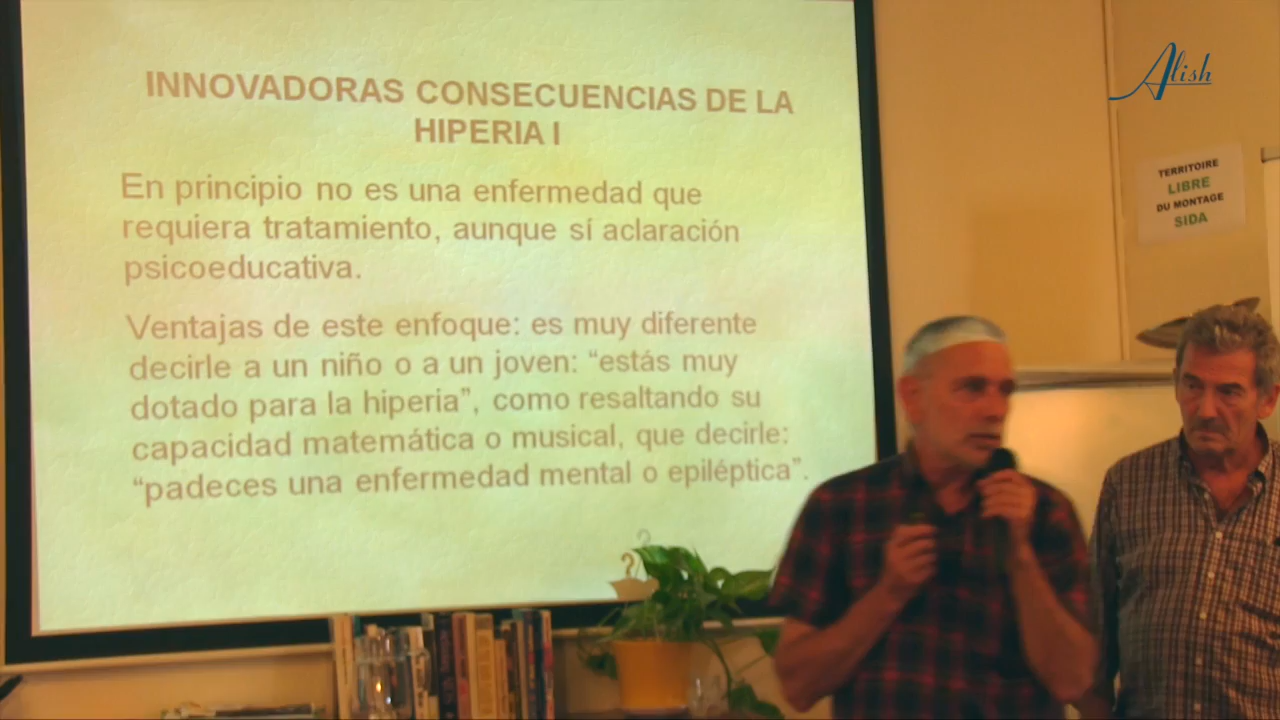 INNOVADORAS CONSECUENCIAS DE LA
HIPERIA I
En principio no es una enfermedad que
requiera tratamiento, aunque sí aclaración
psicoeducativa.
Ventajas de este enfoque: es muy diferente
decirle a un niño o a un joven: “estás muy
dotado para la hiperia”, como resaltando su
capacidad matemática o musical, que decirle:
“padeces una enfermedad mental o epiléptica”.
Alish
TERRITOIRE
LIBRE
DU MONTAGE
SIDA